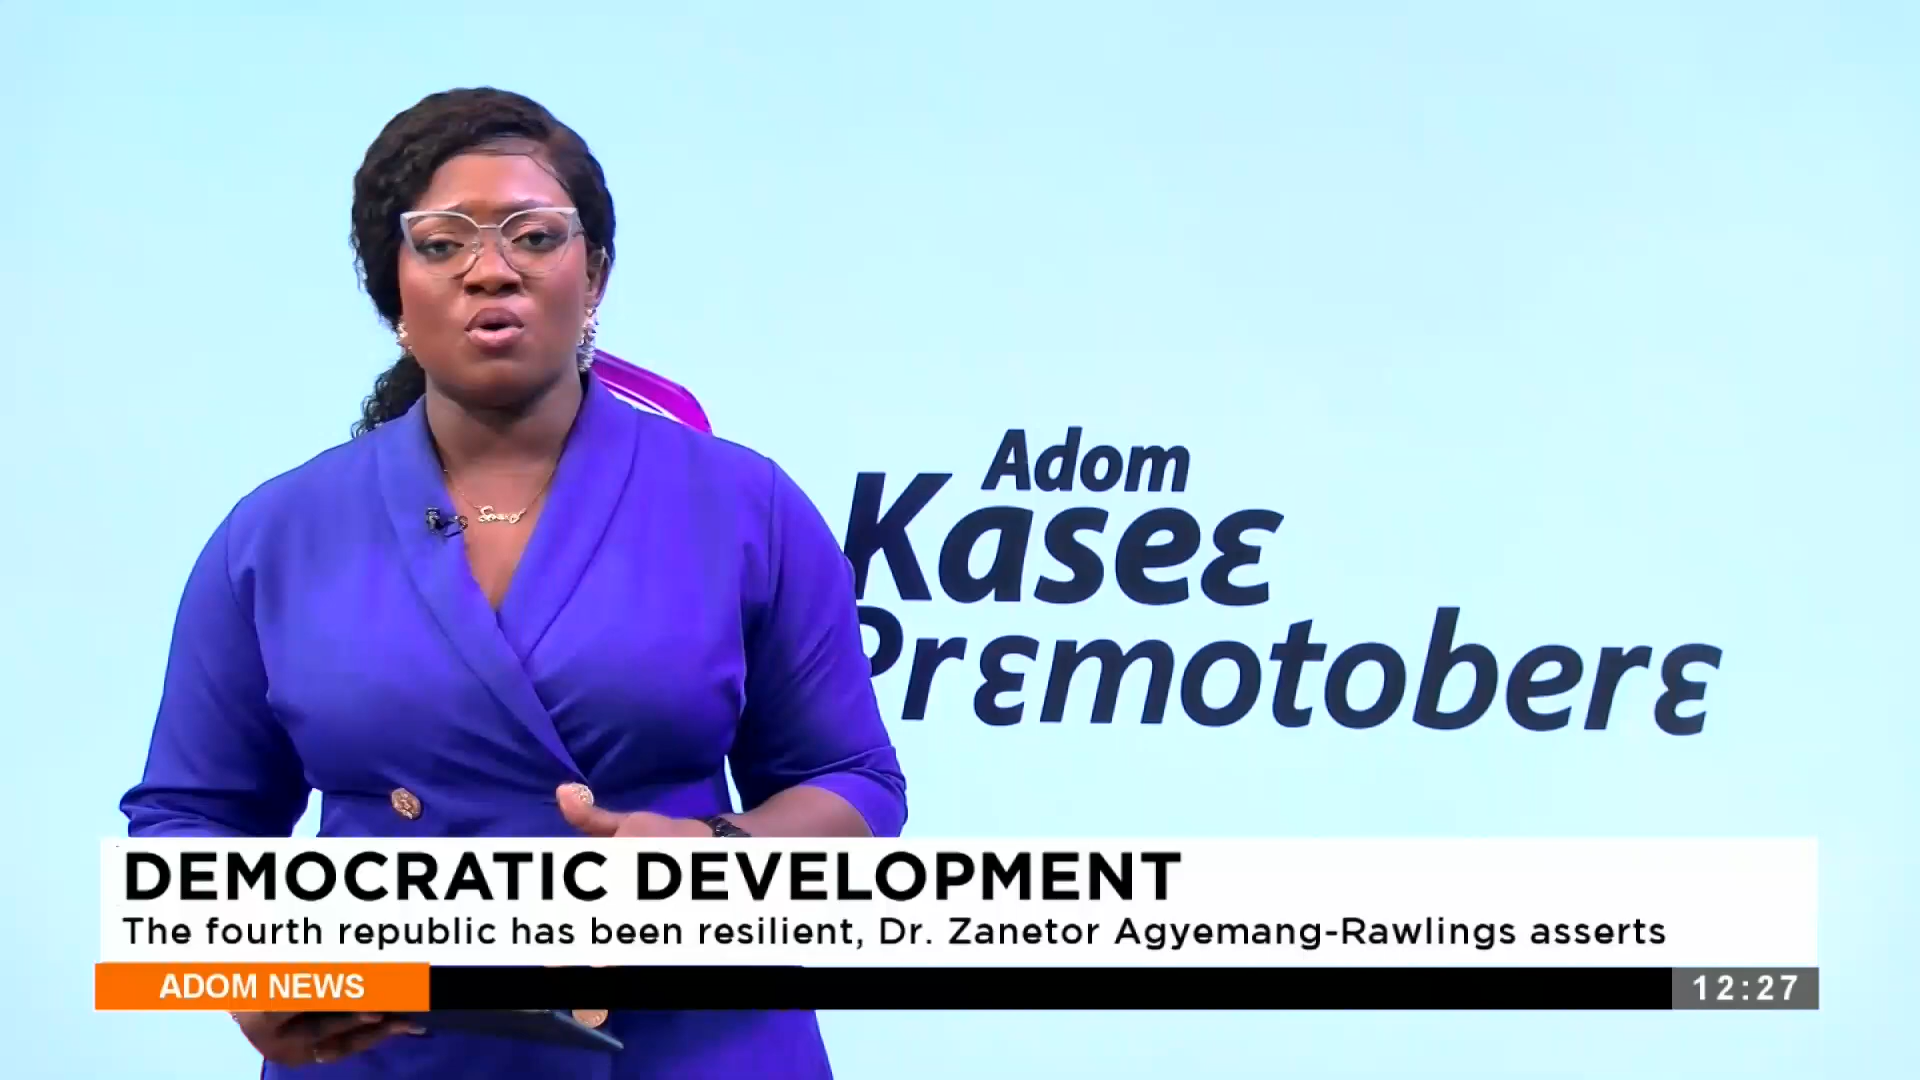 Adom
Kaseɛ
Prɛmotoberɛ
DEMOCRATIC DEVELOPMENT
The fourth republic has been resilient, Dr. Zanetor Agyemang-Rawlings asserts
ADOM NEWS
12:27